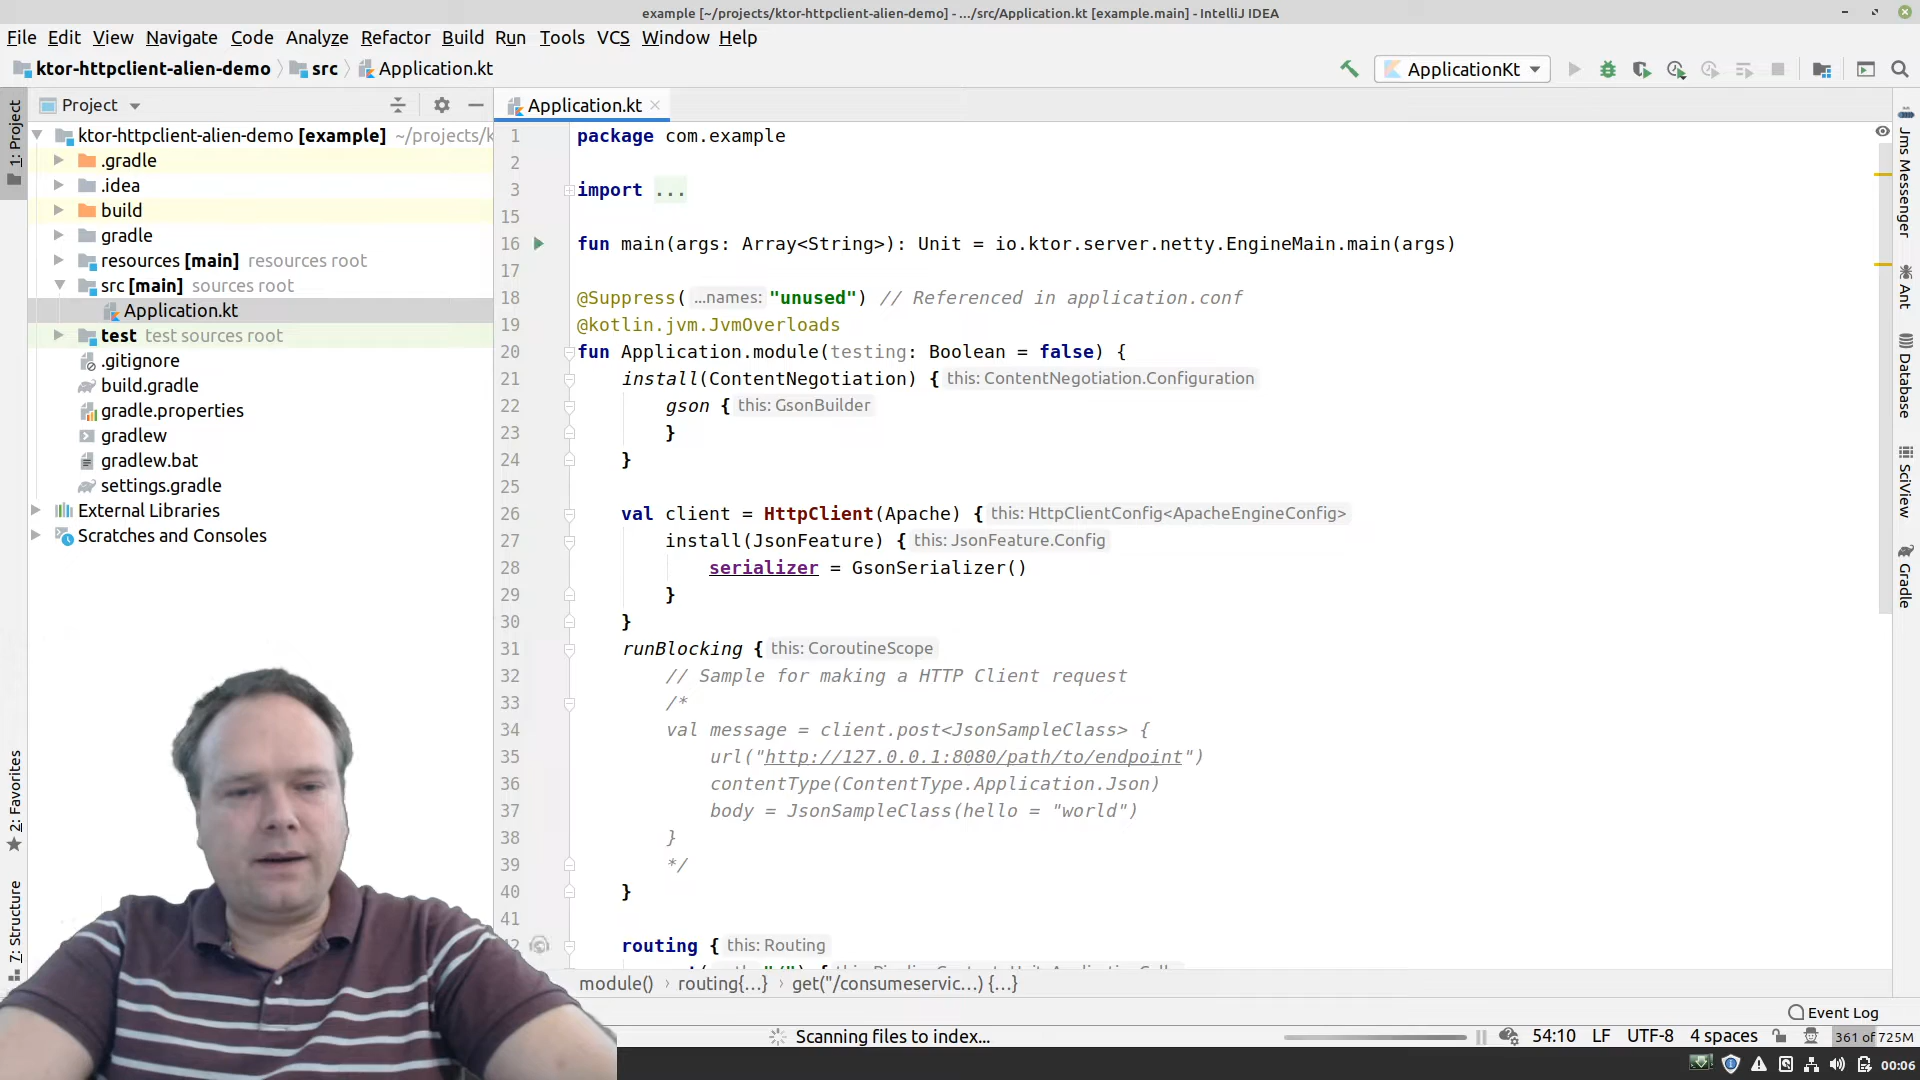 example [~/projects/ktor-httpclient-alien-demo] - .../src/Application.kt [example.main] - IntelliJ IDEA
File Edit View Navigate Code Analyze Refactor Build Run Tools VCS Window Help
ktor-httpclient-alien-demo src Application.kt
ApplicationKt
Project
Application.kt
ktor-httpclient-alien-demo [example] ~/projects/k
.gradle
.idea
build
gradle
resources [main] resources root
src [main] sources root
Application.kt
test test sources root
.gitignore
build.gradle
gradle.properties
gradlew
gradlew.bat
settings.gradle
External Libraries
Scratches and Consoles
1: Project
2: Favorites
7: Structure
1 package com.example
2
3 import ...
15
16 fun main(args: Array<String>): Unit = io.ktor.server.netty.EngineMain.main(args)
17
18 @Suppress( ...names: "unused") // Referenced in application.conf
19 @kotlin.jvm.JvmOverloads
20 fun Application.module(testing: Boolean = false) {
21 install(ContentNegotiation) { this: ContentNegotiation.Configuration
22 gson { this: GsonBuilder
23 }
24 }
25
26 val client = HttpClient(Apache) { this: HttpClientConfig<ApacheEngineConfig>
27 install(JsonFeature) { this: JsonFeature.Config
28 serializer = GsonSerializer()
29 }
30 }
31 runBlocking { this: CoroutineScope
32 // Sample for making a HTTP Client request
33 /*
34 val message = client.post<JsonSampleClass> {
35 url("http://127.0.0.1:8080/path/to/endpoint")
36 contentType(ContentType.Application.Json)
37 body = JsonSampleClass(hello = "world")
38 }
39 */
40 }
41
routing { this: Routing
module() routing{...} get("/consumeservic...) {...}
Jms Messenger
Ant
Database
SciView
Gradle
Event Log
Scanning files to index...
54:10 LF UTF-8 4 spaces 361 of 725M
00:06